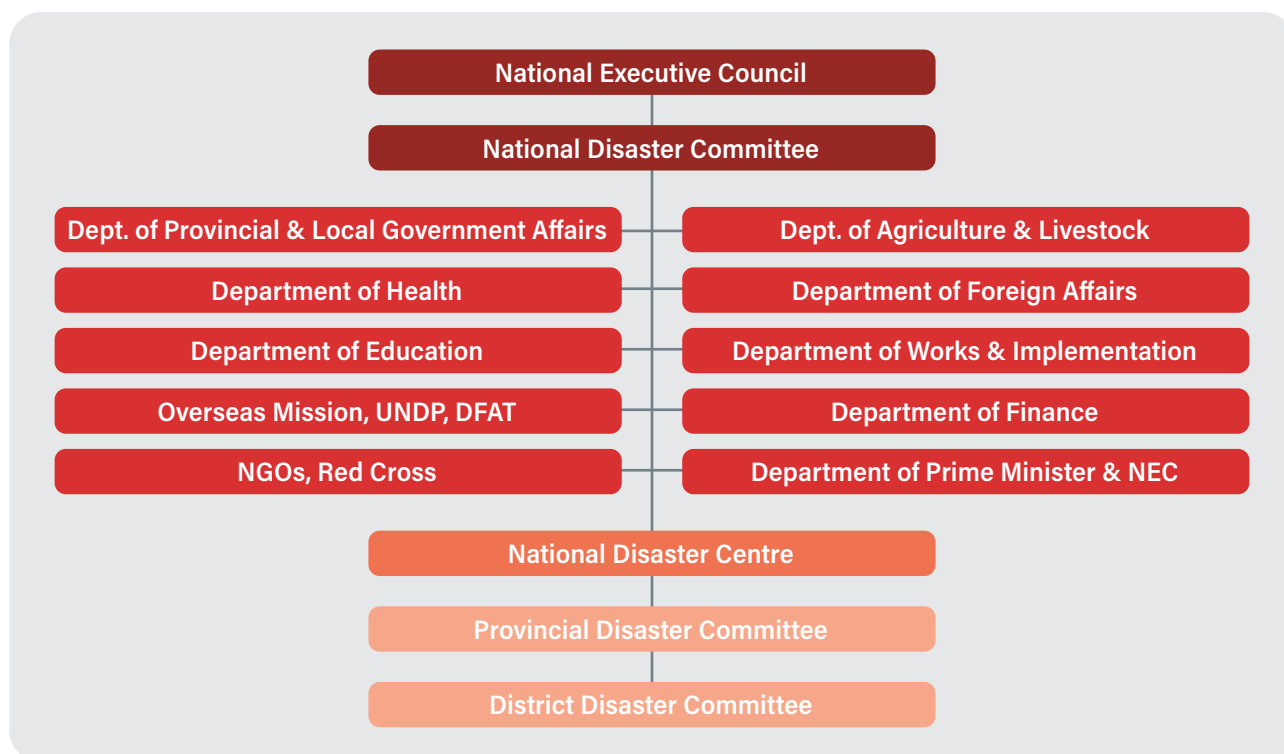 National Executive Council
National Disaster Committee
Dept. of Provincial & Local Government Affairs
Dept. of Agriculture & Livestock
Department of Health
Department of Foreign Affairs
Department of Education
Department of Works & Implementation
Overseas Mission, UNDP, DFAT
Department of Finance
NGOs, Red Cross
Department of Prime Minister & NEC
National Disaster Centre
Provincial Disaster Committee
District Disaster Committee